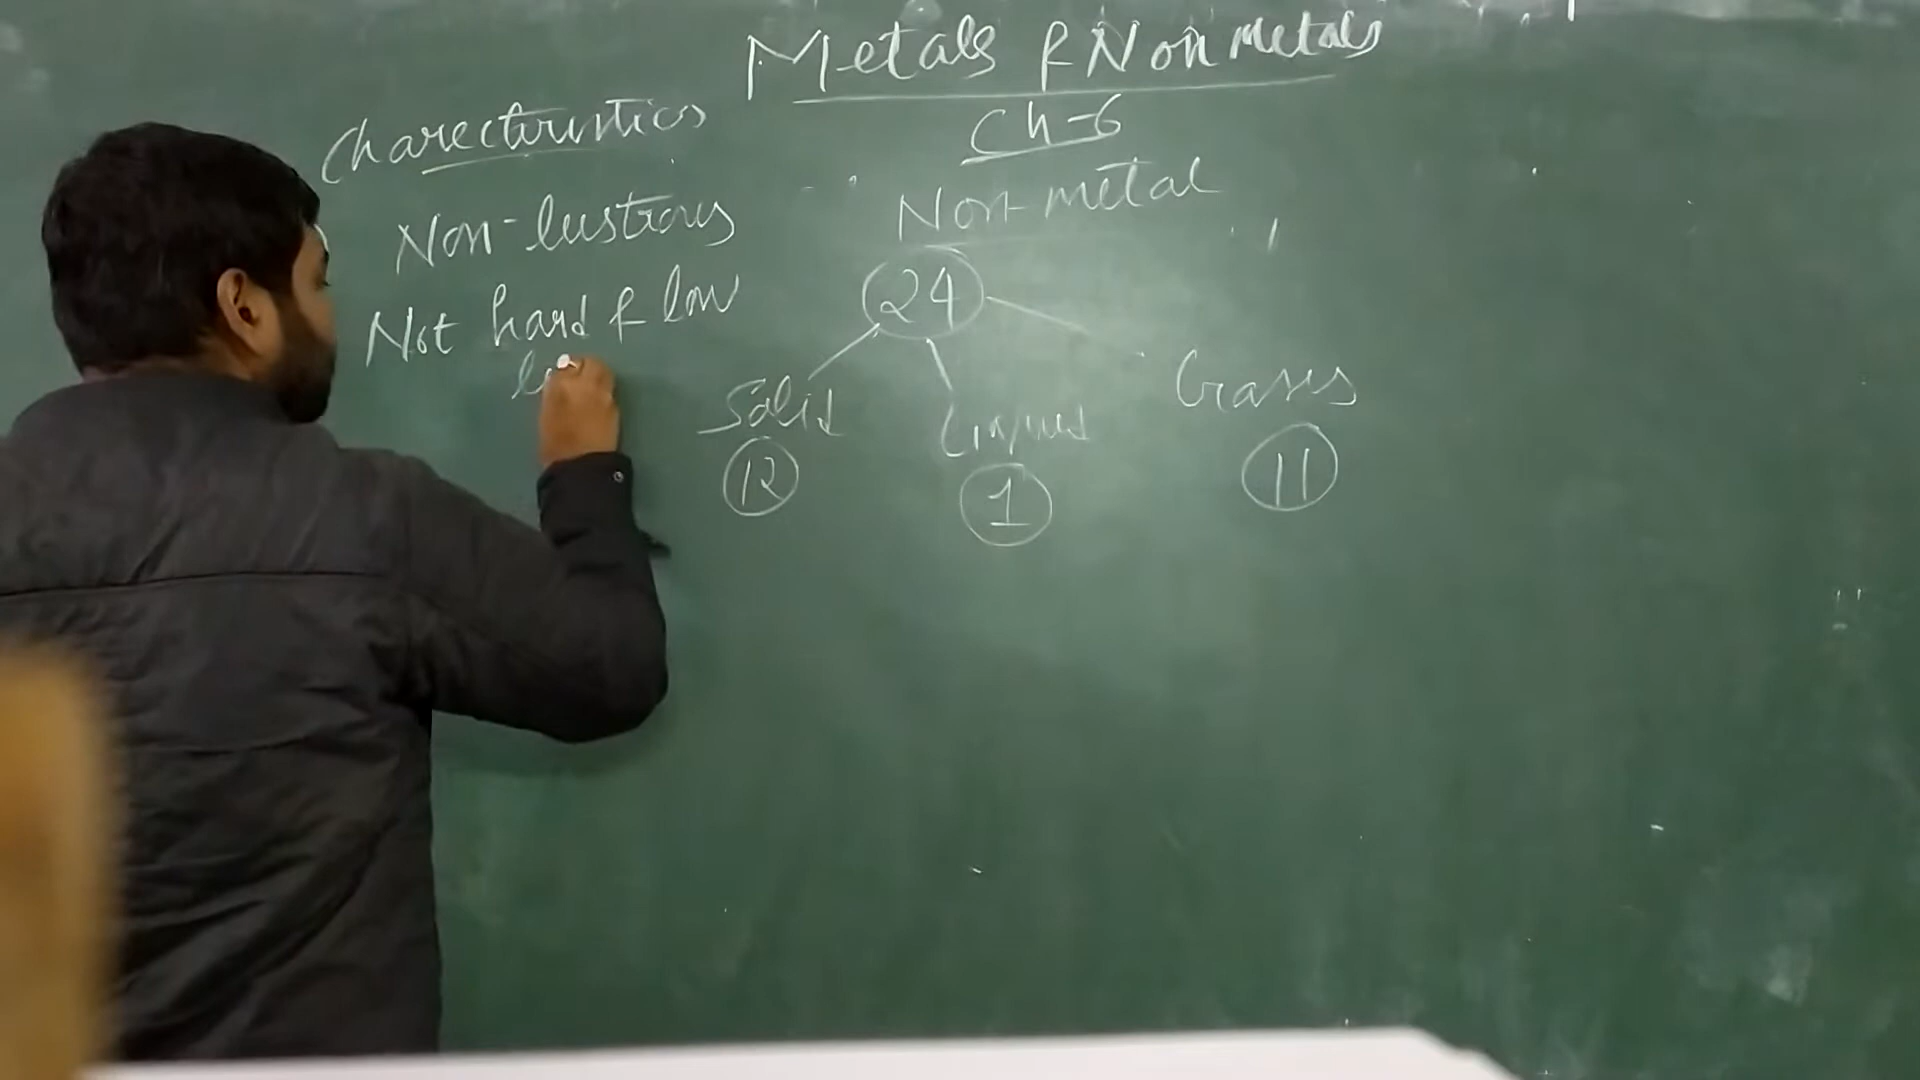 Metals & Non metals
Ch-6
Charecteristics
Non-lustrous
Not hard & low
Non-metal
24
Solid
Liquid
Gases
12
1
11